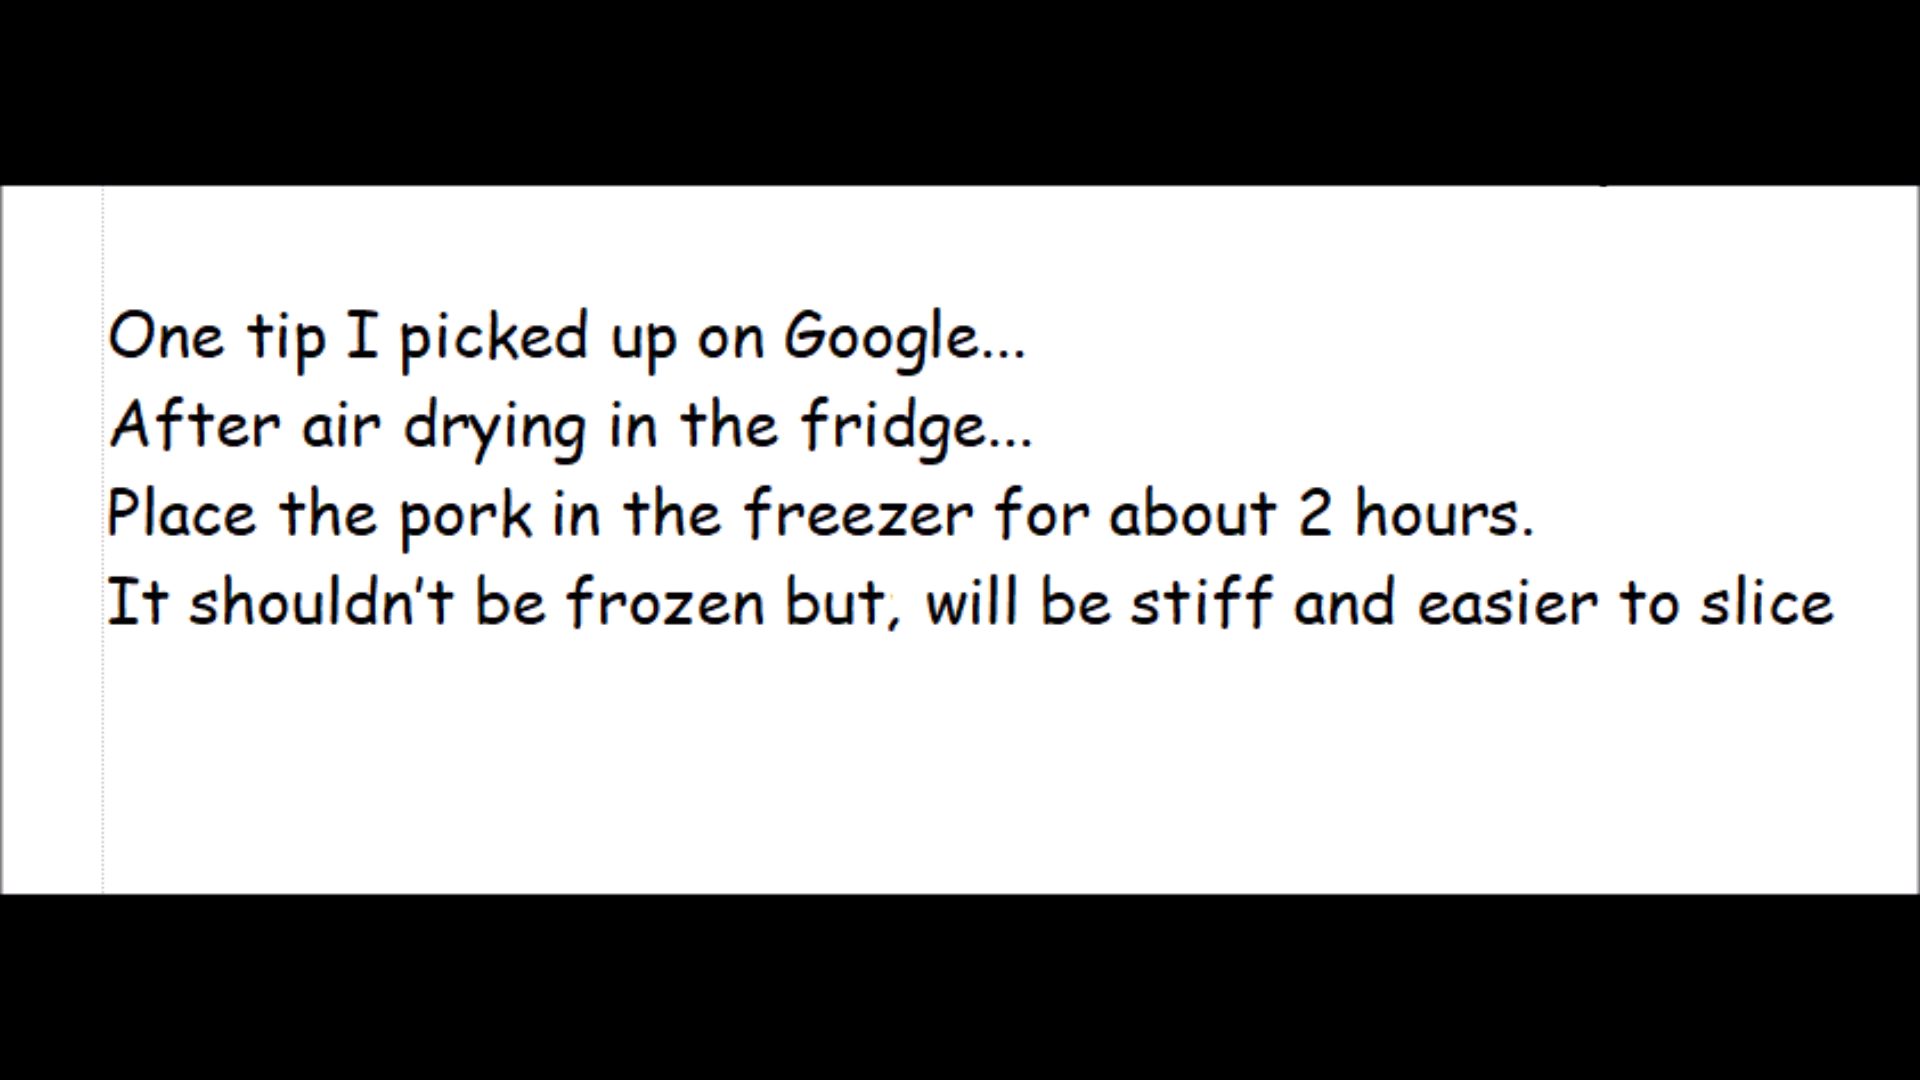 One tip I picked up on Google...
After air drying in the fridge...
Place the pork in the freezer for about 2 hours.
It shouldn't be frozen but, will be stiff and easier to slice